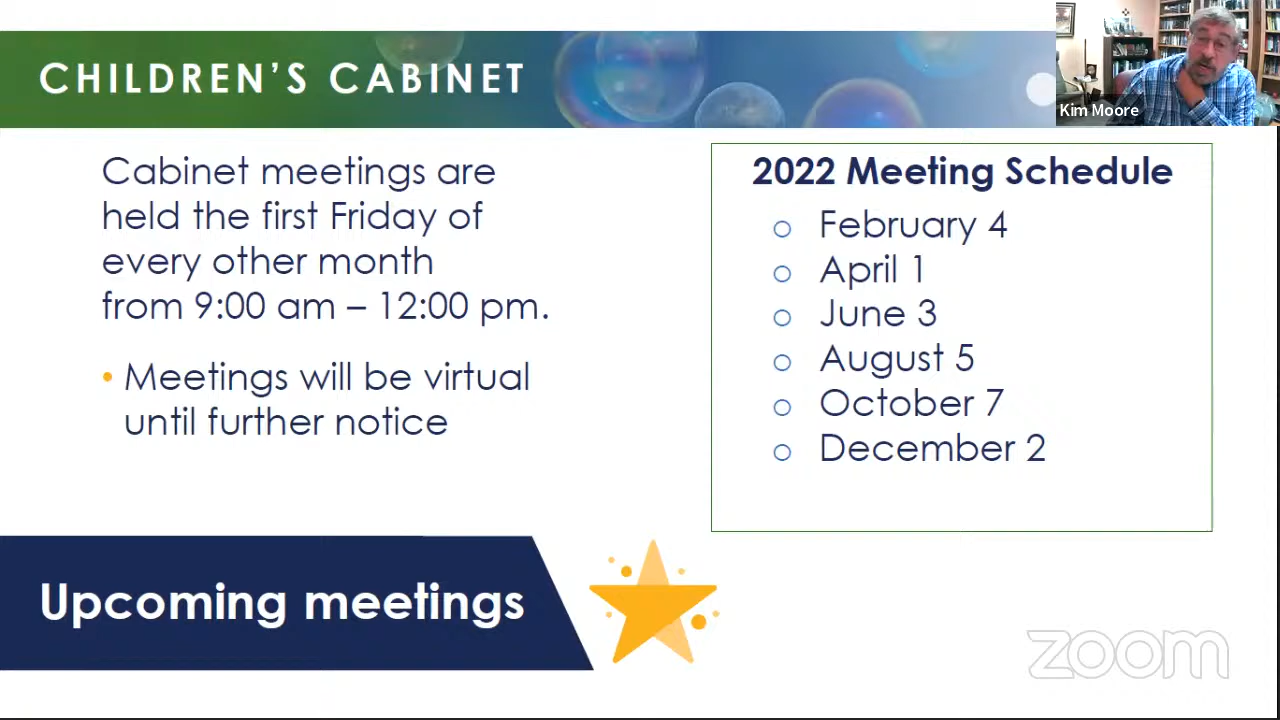 CHILDREN'S CABINET
Kim Moore
Cabinet meetings are
held the first Friday of
every other month
from 9:00 am – 12:00 pm.
• Meetings will be virtual
until further notice
2022 Meeting Schedule
o February 4
o April 1
o June 3
o August 5
o October 7
o December 2
Upcoming meetings
zoom